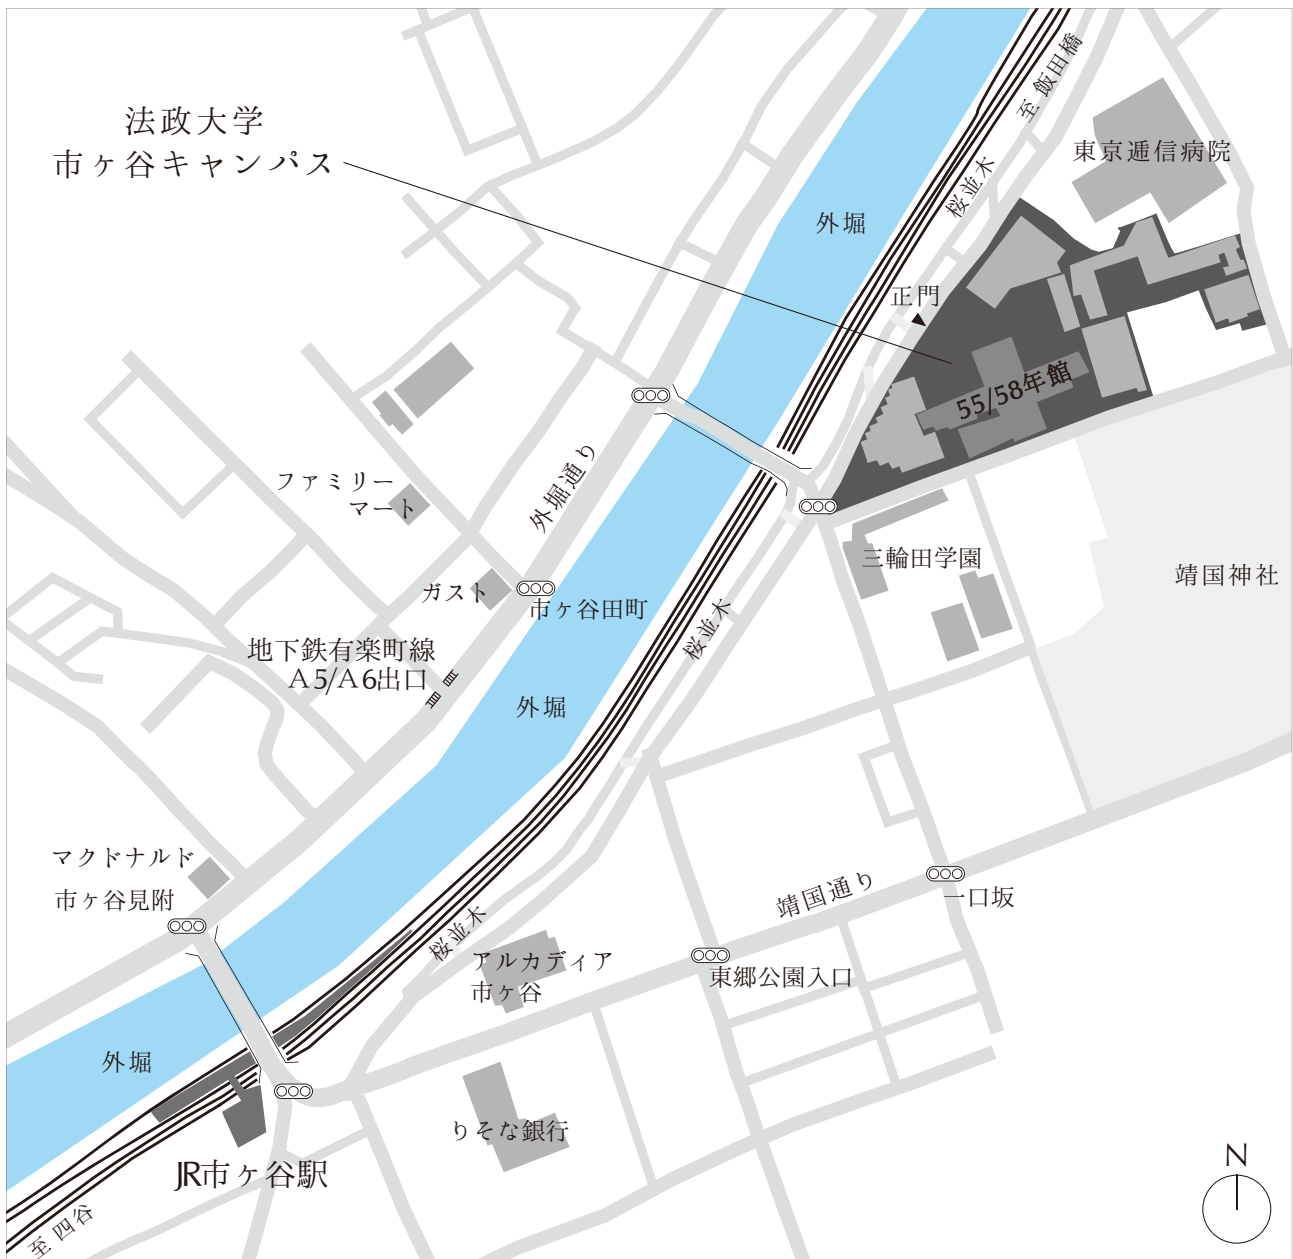 法政大学
市ヶ谷キャンパス
至 飯田橋
東京逓信病院
桜並木
外堀
正門
55/58年館
ファミリー
マート
外堀通り
三輪田学園
靖国神社
ガスト
市ヶ谷田町
桜並木
地下鉄有楽町線
A5/A6出口
外堀
マクドナルド
市ヶ谷見附
靖国通り
一口坂
桜並木
アルカディア
市ヶ谷
東郷公園入口
外堀
りそな銀行
JR市ヶ谷駅
至 四谷
N